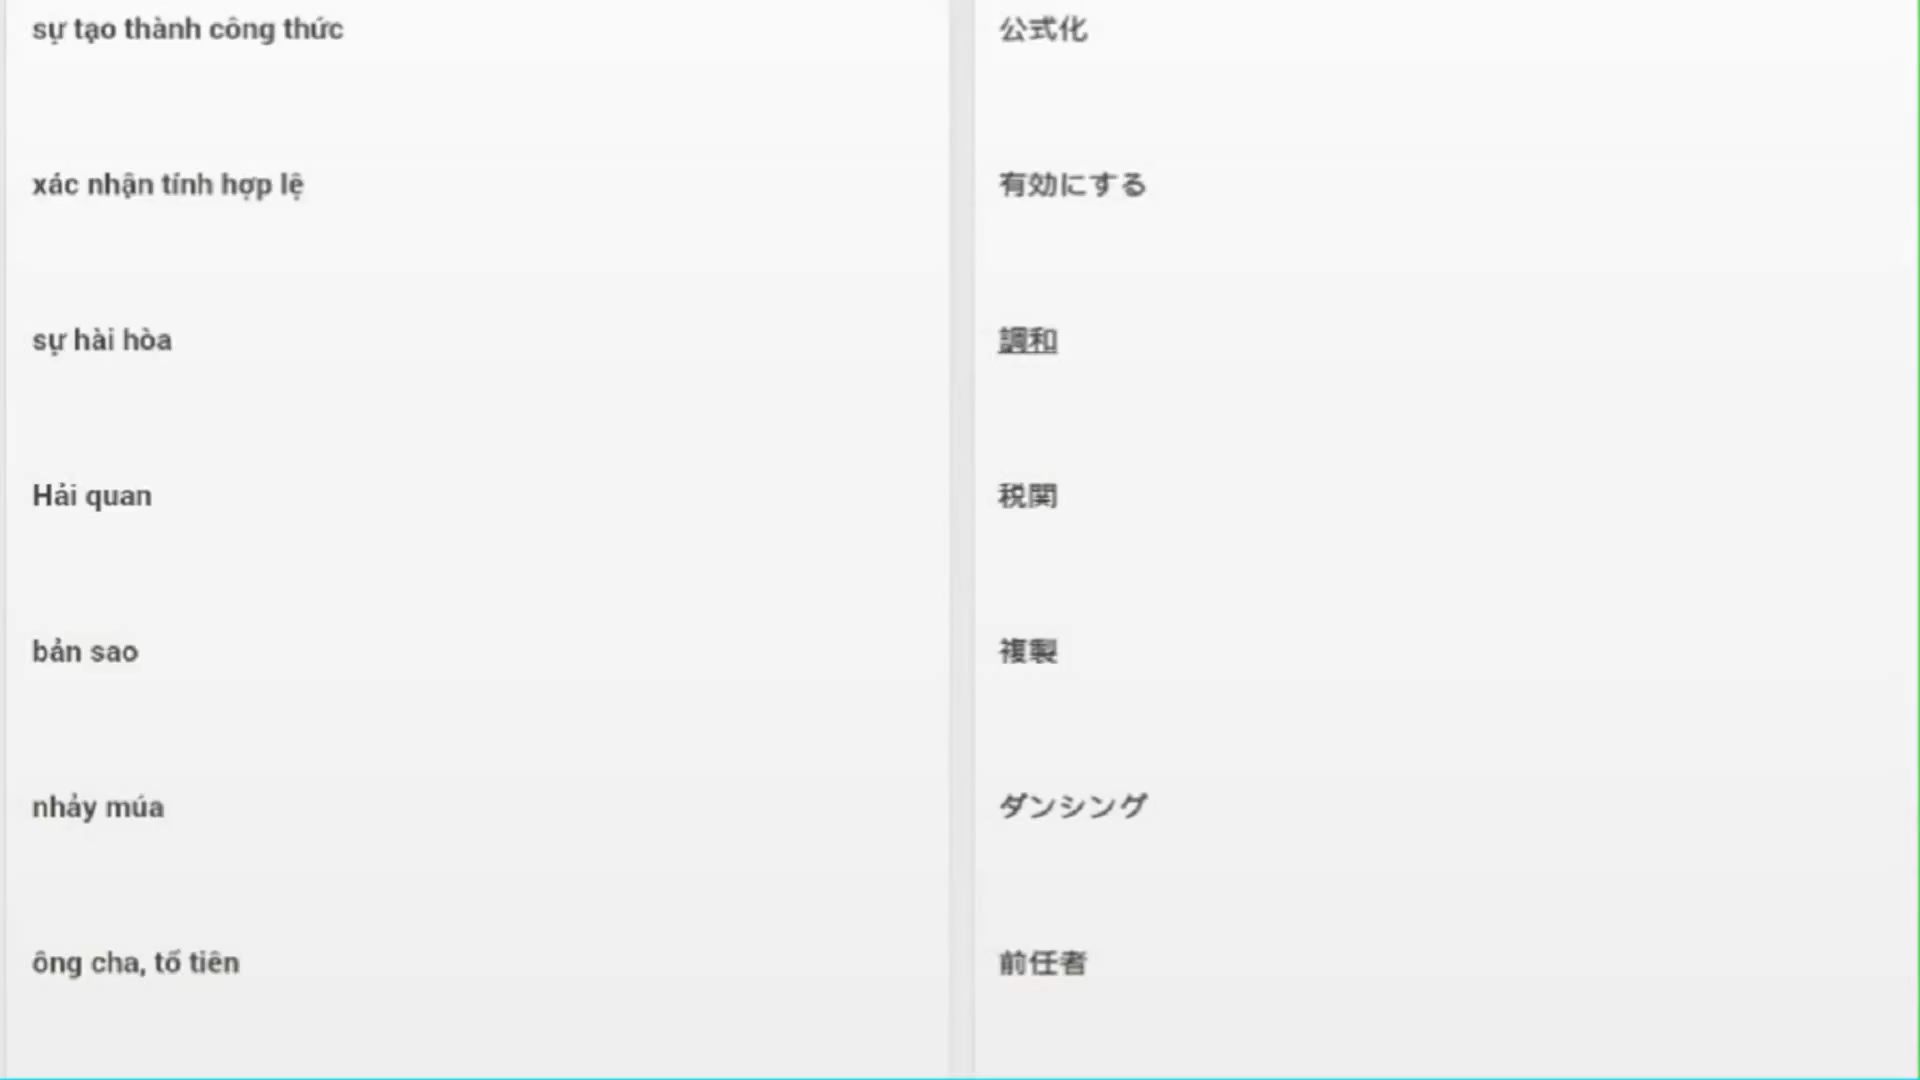 sự tạo thành công thức 公式化
xác nhận tính hợp lệ 有効にする
sự hài hòa 調和
Hải quan 税関
bản sao 複製
nhảy múa ダンシング
ông cha, tổ tiên 前任者